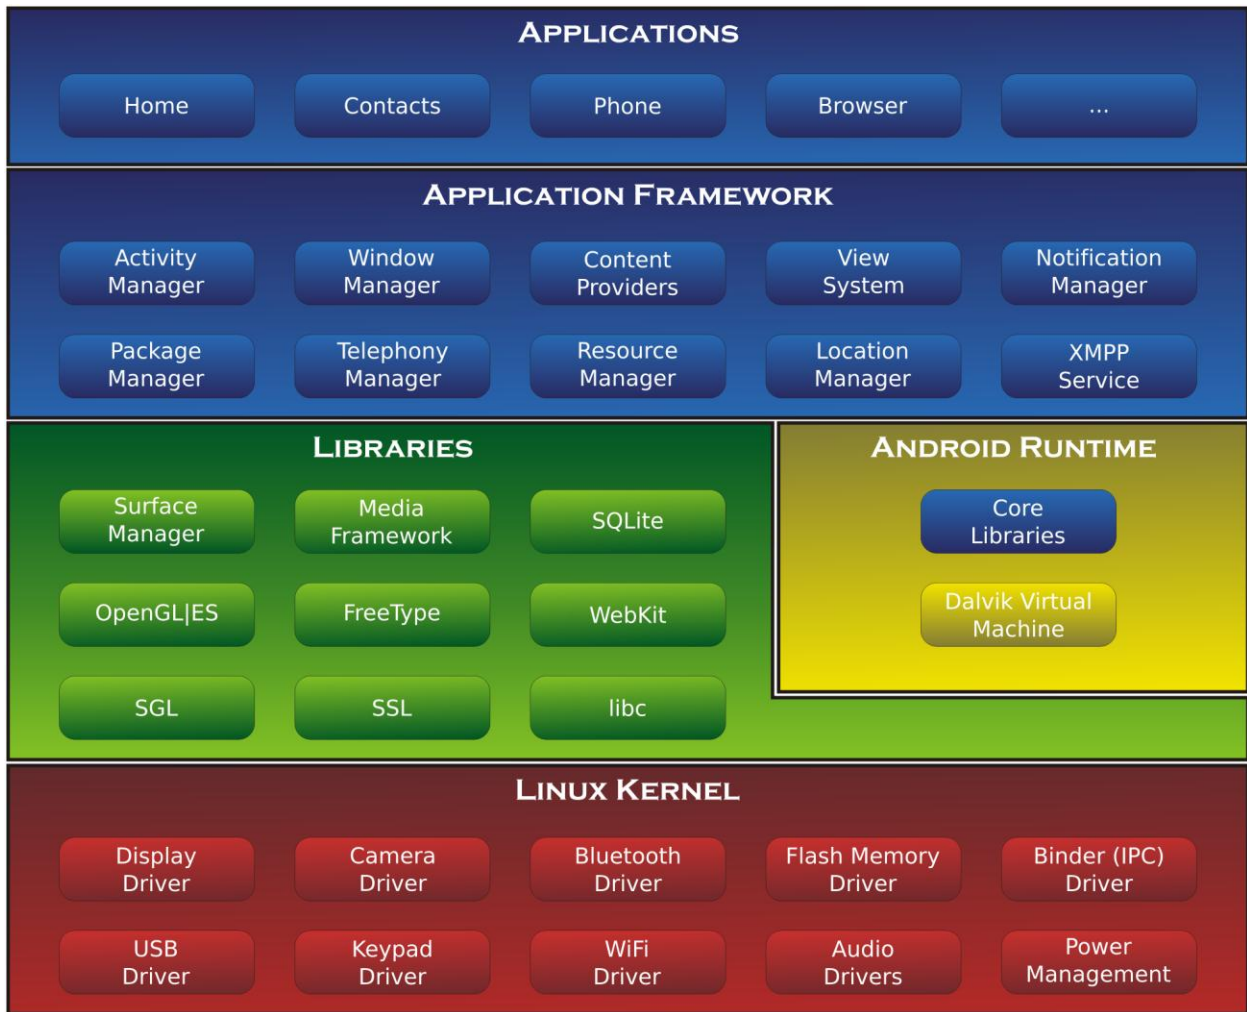 APPLICATIONS
Home
Contacts
Phone
Browser
...
APPLICATION FRAMEWORK
Activity
Manager
Window
Manager
Content
Providers
View
System
Notification
Manager
Package
Manager
Telephony
Manager
Resource
Manager
Location
Manager
XMPP
Service
LIBRARIES
Surface
Manager
Media
Framework
SQLite
OpenGL|ES
FreeType
WebKit
SGL
SSL
libc
ANDROID RUNTIME
Core
Libraries
Dalvik Virtual
Machine
LINUX KERNEL
Display
Driver
Camera
Driver
Bluetooth
Driver
Flash Memory
Driver
Binder (IPC)
Driver
USB
Driver
Keypad
Driver
WiFi
Driver
Audio
Drivers
Power
Management